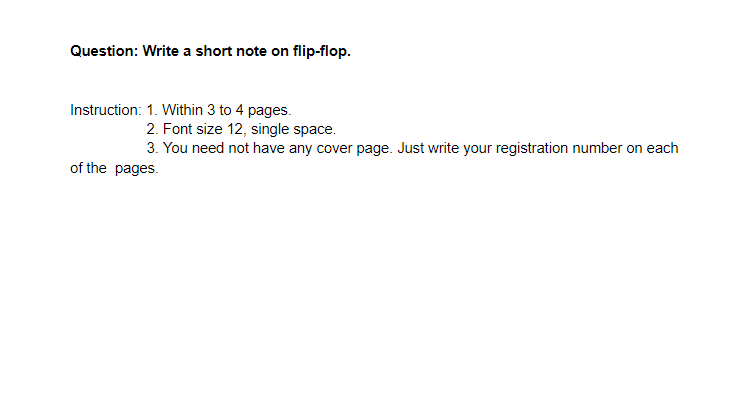 Question: Write a short note on flip-flop.
Instruction: 1. Within 3 to 4 pages.
2. Font size 12, single space.
3. You need not have any cover page. Just write your registration number on each
of the  pages.